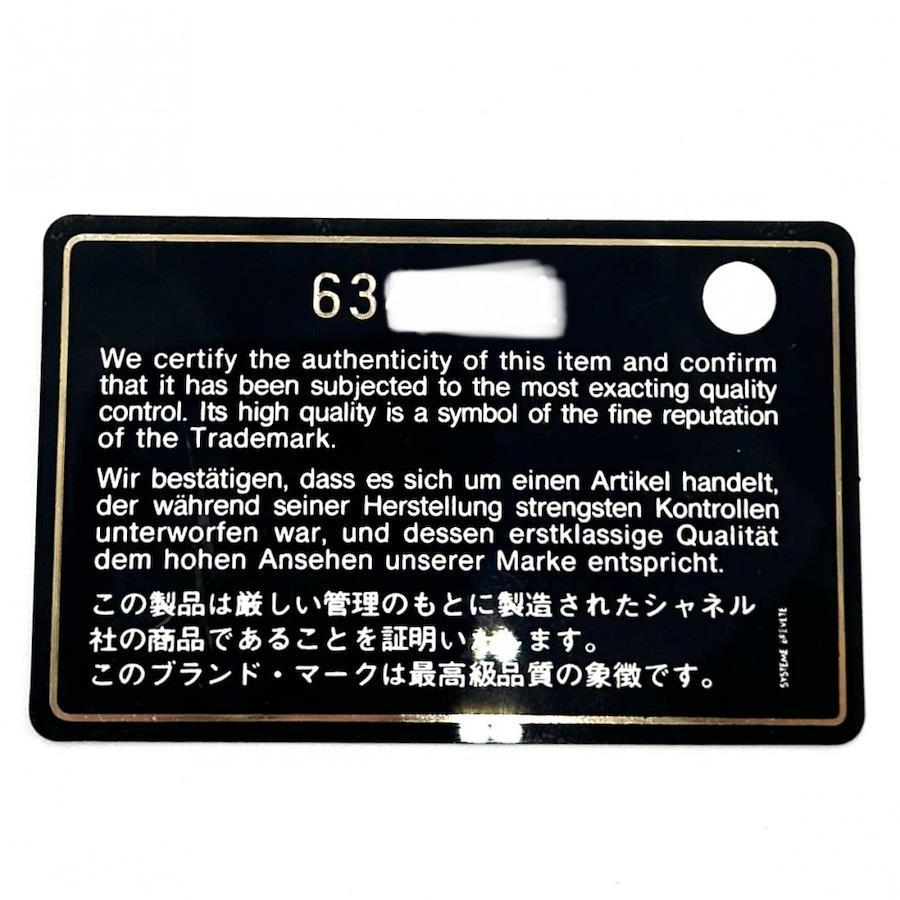 63
We certify the authenticity of this item and confirm
that it has been subjected to the most exacting quality
control. Its high quality is a symbol of the fine reputation
of the Trademark.
Wir bestätigen, dass es sich um einen Artikel handelt,
der während seiner Herstellung strengsten Kontrollen
unterworfen war, und dessen erstklassige Qualität
dem hohen Ansehen unserer Marke entspricht.
この製品は厳しい管理のもとに製造されたシャネル
社の商品であることを証明い ます。
このブランド・マークは最高級品質の象徴です。
SYSTEME